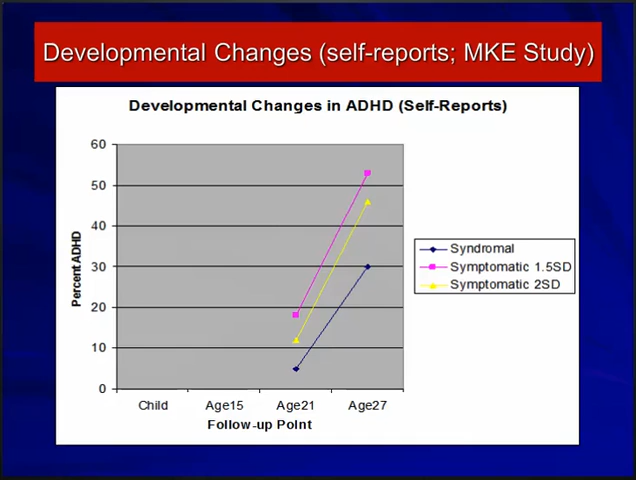 Developmental Changes (self-reports; MKE Study)
Developmental Changes in ADHD (Self-Reports)
60
50
40
30
20
10
0
Percent ADHD
Child Age15 Age21 Age27
Follow-up Point
Syndromal
Symptomatic 1.5SD
Symptomatic 2SD